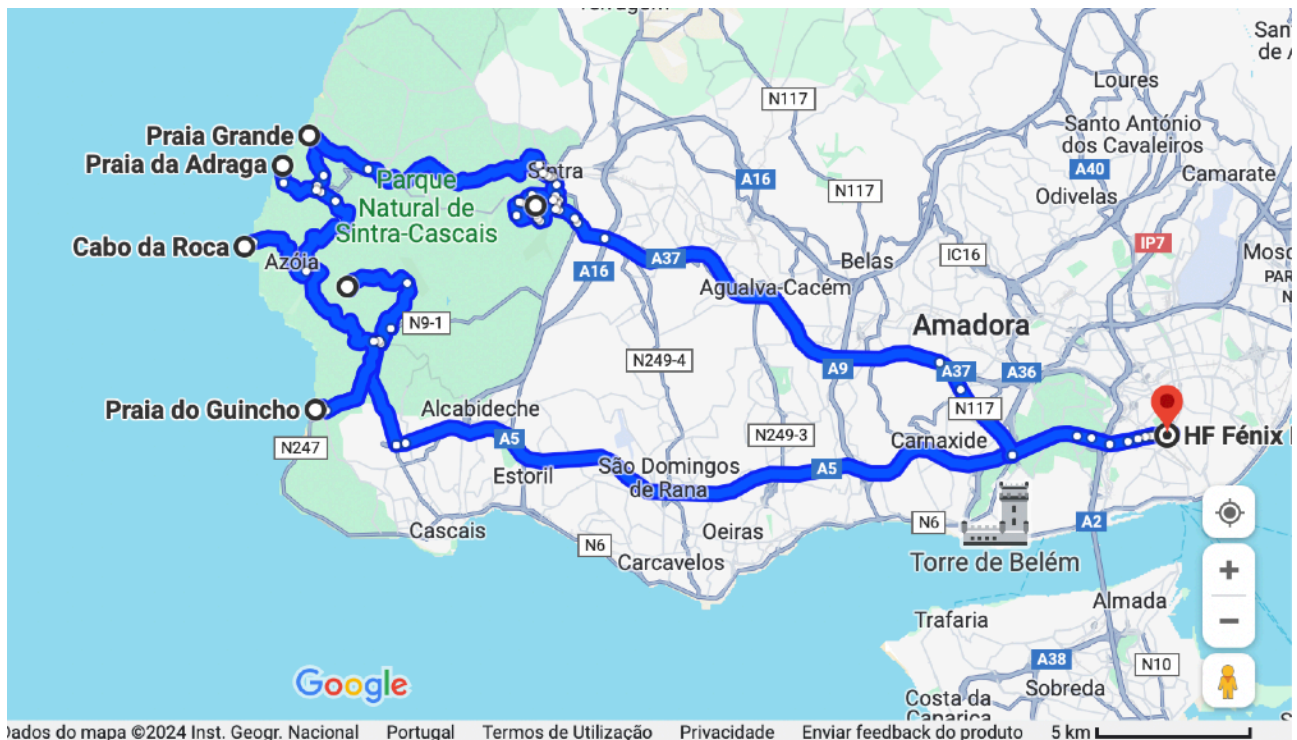 Loures
N117
Santo António
dos Cavaleiros
Praia Grande
Praia da Adraga
Sintra
A16
A40
Camarate
Parque
Natural de
Sintra-Cascais
N117
Odivelas
Cabo da Roca
Azóia
A16
A37
Belas
IC16
IP7
Agualva-Cacém
N9-1
Amadora
N249-4
A9
A37
A36
Praia do Guincho
Alcabideche
N117
N247
A5
N249-3
Carnaxide
HF Fénix
Estoril
São Domingos
de Rana
A5
Cascais
N6
Oeiras
N6
A2
Carcavelos
Torre de Belém
Almada
Trafaria
A38
N10
Costa da
Caparica
Sobreda
Google
Dados do mapa ©2024 Inst. Geogr. Nacional
Portugal
Termos de Utilização
Privacidade
Enviar feedback do produto
5 km